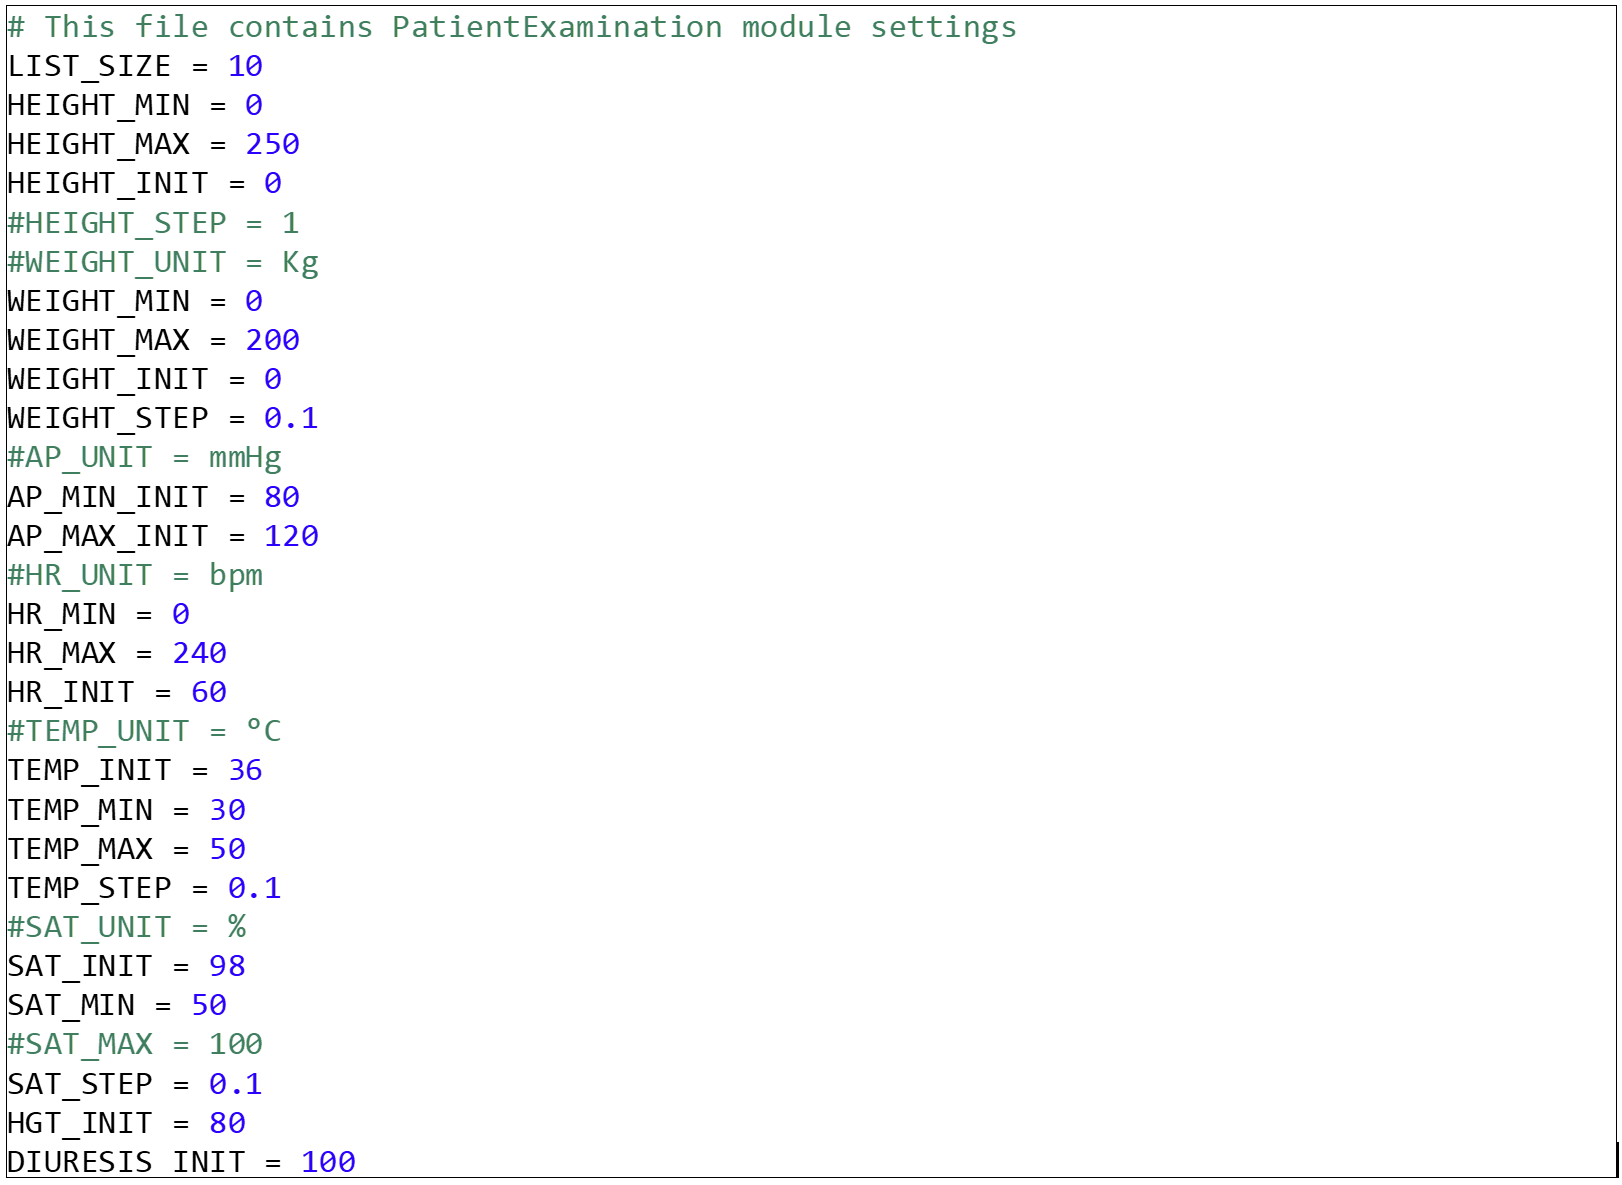 # This file contains PatientExamination module settings
LIST_SIZE = 10
HEIGHT_MIN = 0
HEIGHT_MAX = 250
HEIGHT_INIT = 0
#HEIGHT_STEP = 1
#WEIGHT_UNIT = Kg
WEIGHT_MIN = 0
WEIGHT_MAX = 200
WEIGHT_INIT = 0
WEIGHT_STEP = 0.1
#AP_UNIT = mmHg
AP_MIN_INIT = 80
AP_MAX_INIT = 120
#HR_UNIT = bpm
HR_MIN = 0
HR_MAX = 240
HR_INIT = 60
#TEMP_UNIT = ºC
TEMP_INIT = 36
TEMP_MIN = 30
TEMP_MAX = 50
TEMP_STEP = 0.1
#SAT_UNIT = %
SAT_INIT = 98
SAT_MIN = 50
#SAT_MAX = 100
SAT_STEP = 0.1
HGT_INIT = 80
DIURESIS_INIT = 100